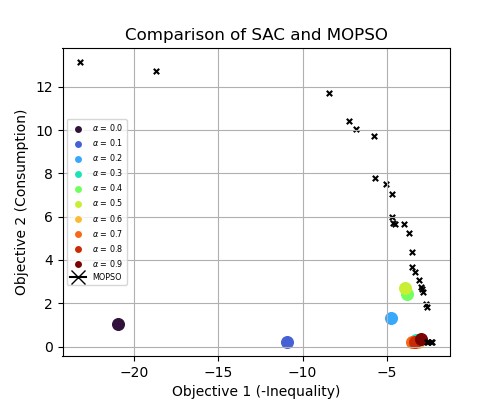 Comparison of SAC and MOPSO
Objective 2 (Consumption)
12
10
8
6
4
2
0
α = 0.0
α = 0.1
α = 0.2
α = 0.3
α = 0.4
α = 0.5
α = 0.6
α = 0.7
α = 0.8
α = 0.9
MOPSO
−20
−15
−10
−5
Objective 1 (-Inequality)